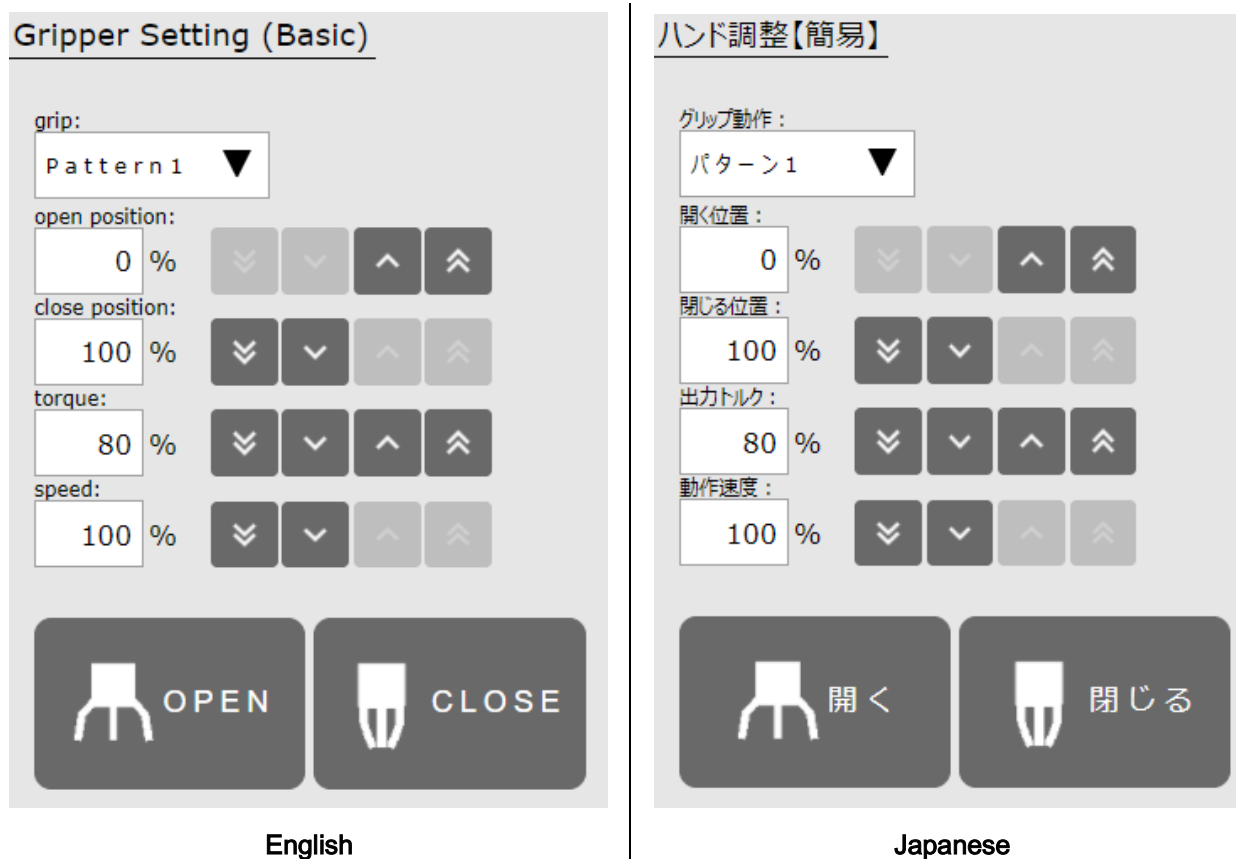 Gripper Setting (Basic)
grip:
Pattern1
open position:
0 %
close position:
100 %
torque:
80 %
speed:
100 %
OPEN
CLOSE
English
ハンド調整【簡易】
グリップ動作：
パターン1
開く位置：
0 %
閉じる位置：
100 %
出力トルク：
80 %
動作速度：
100 %
開く
閉じる
Japanese